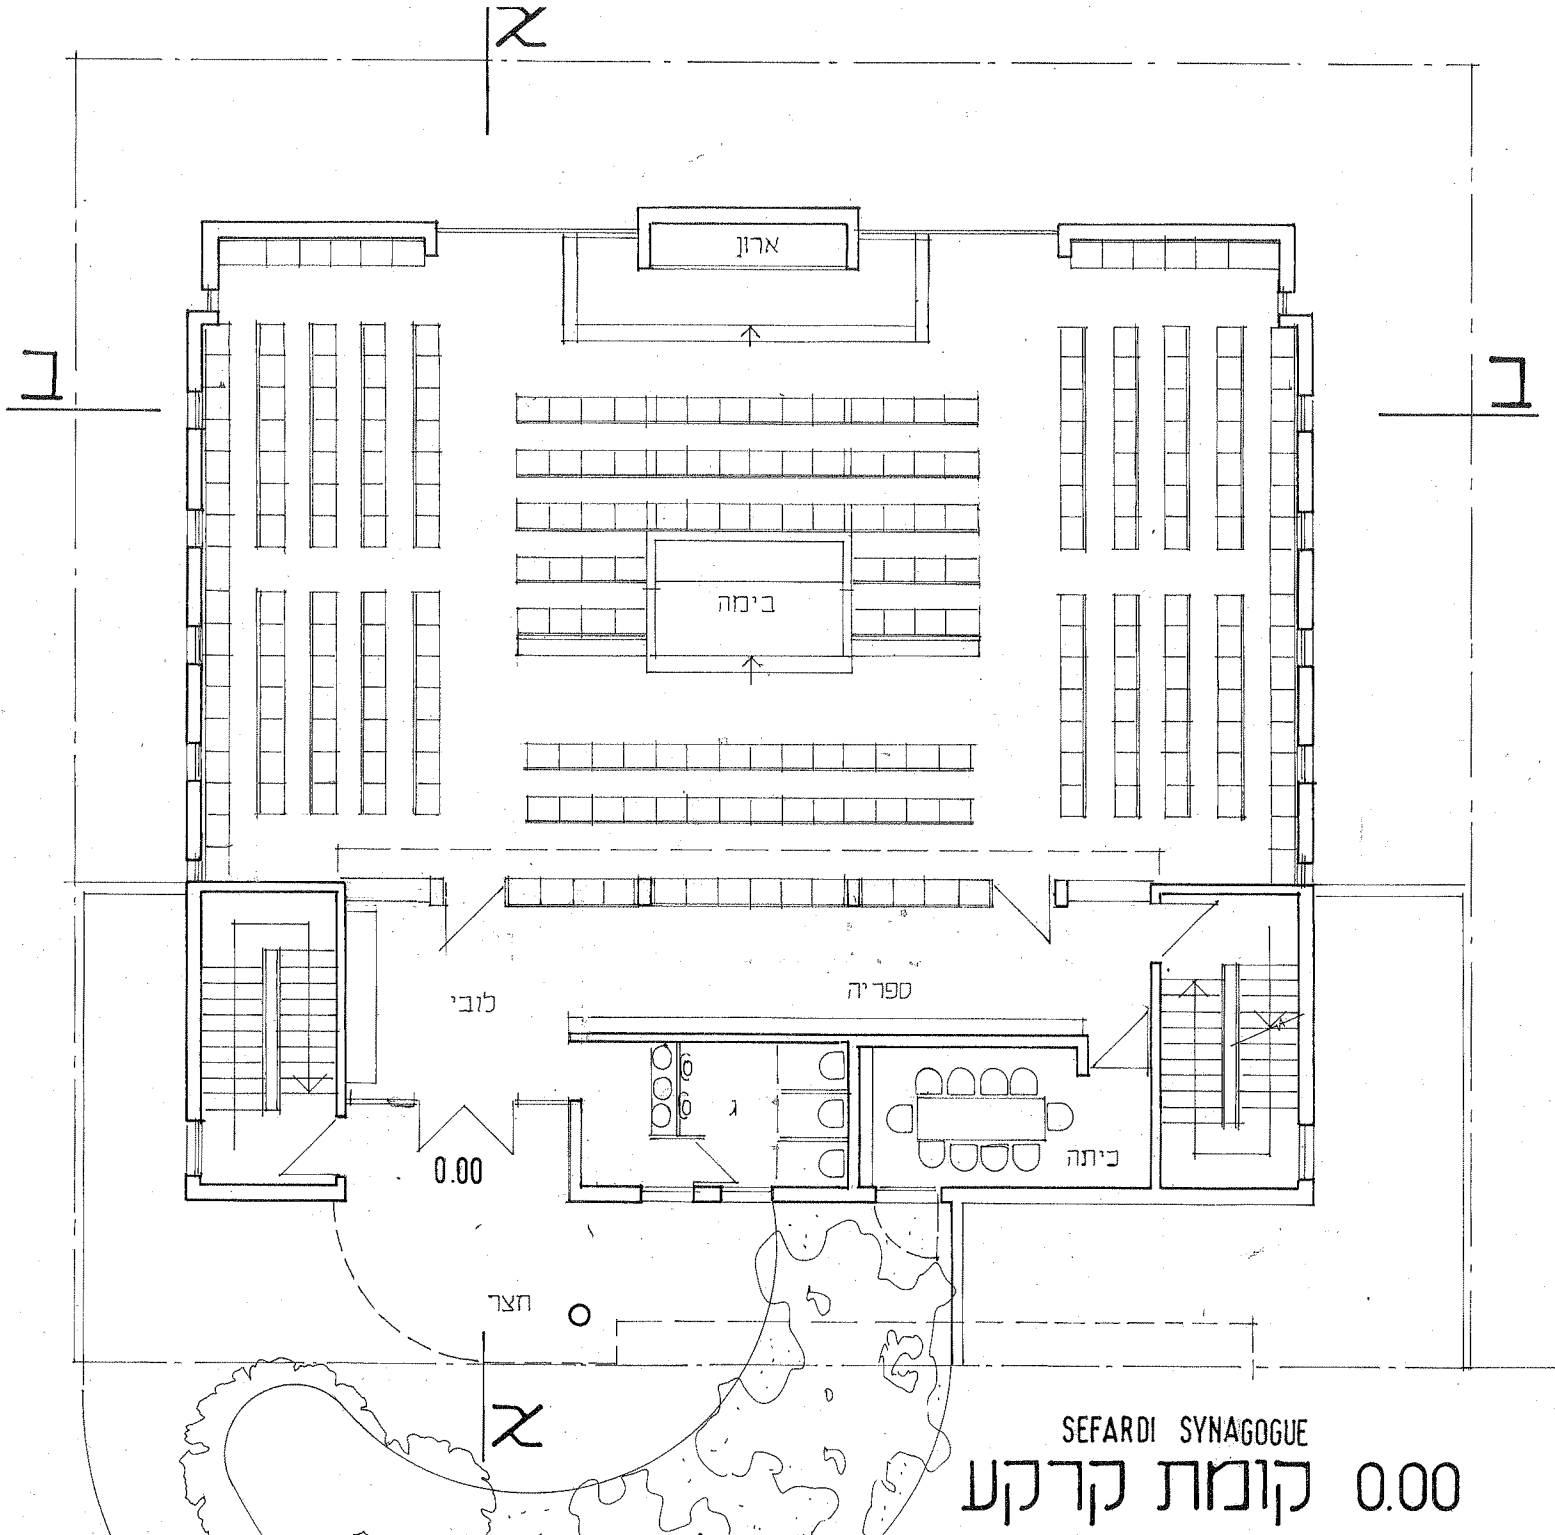 א
ארון
ב
ב
בימה
ספריה
לובי
ג
כיתה
0.00
חצר
א
SEFARDI SYNAGOGUE
קומת קרקע 0.00